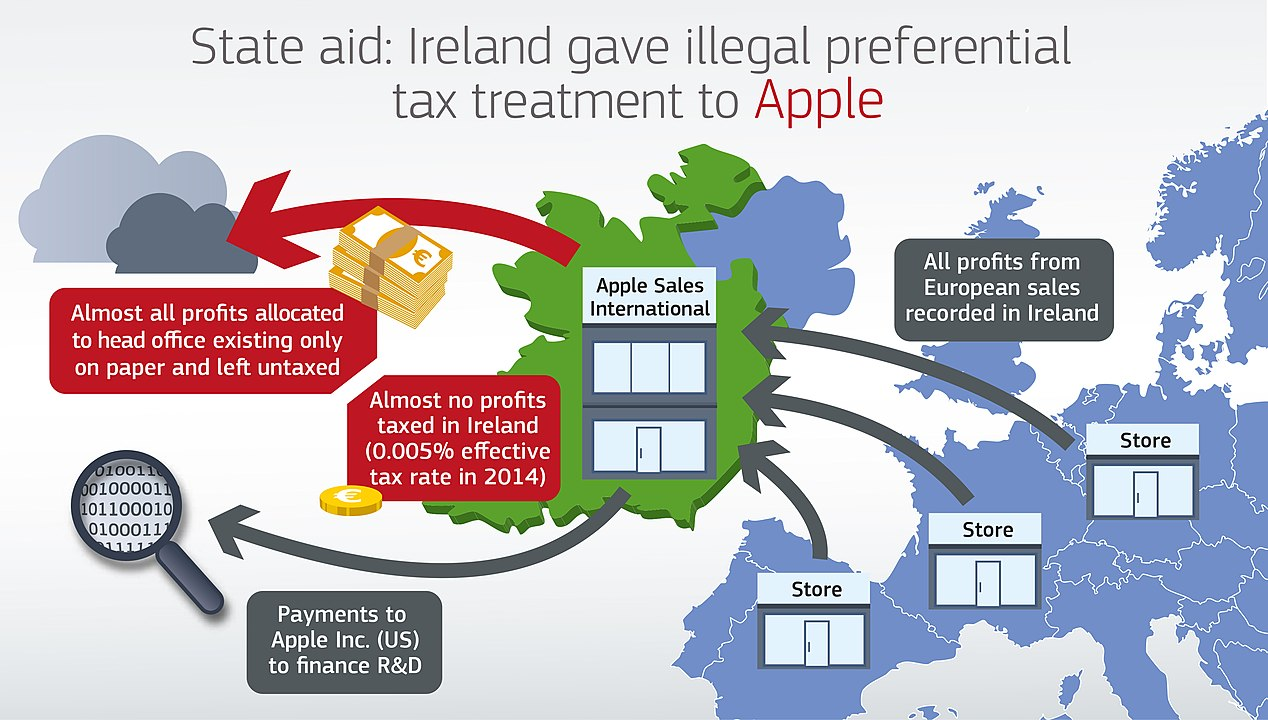 State aid: Ireland gave illegal preferential
tax treatment to Apple
Apple Sales
International
All profits from
European sales
recorded in Ireland
Almost all profits allocated
to head office existing only
on paper and left untaxed
Almost no profits
taxed in Ireland
(0.005% effective
tax rate in 2014)
Store
Store
Store
Payments to
Apple Inc. (US)
to finance R&D